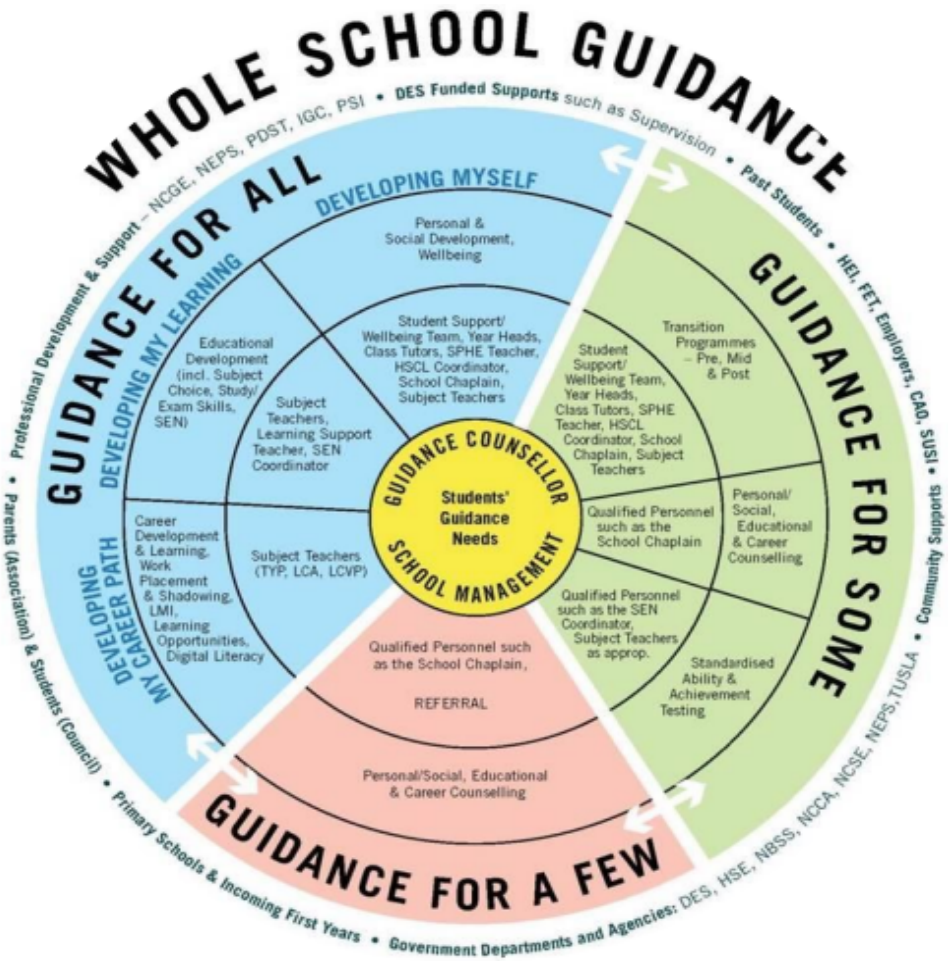 WHOLE SCHOOL GUIDANCE
Professional Development & Support – NCGE, NEPS, PDST, IGC, PSI • DES Funded Supports such as Supervision • Past Students • HEI, FET, Employers, CAO, SUSI • Community Supports •
Parents (Association) & Students (Council) • Primary Schools & Incoming First Years • Government Departments and Agencies: DES, HSE, NBSS, NCCA, NCSE, NEPS, TUSLA •
GUIDANCE FOR ALL
DEVELOPING MYSELF
Personal &
Social Development,
Wellbeing
Student Support/
Wellbeing Team, Year Heads,
Class Tutors, SPHE Teacher,
HSCL Coordinator,
School Chaplain,
Subject Teachers
DEVELOPING MY LEARNING
Educational
Development
(incl. Subject
Choice, Study/
Exam Skills,
SEN)
Subject
Teachers,
Learning Support
Teacher, SEN
Coordinator
DEVELOPING
MY CAREER PATH
Career
Development
& Learning,
Work
Placement
& Shadowing,
LMI,
Learning
Opportunities,
Digital Literacy
Subject Teachers
(TYP, LCA, LCVP)
GUIDANCE COUNSELLOR
Students'
Guidance
Needs
SCHOOL MANAGEMENT
GUIDANCE FOR SOME
Transition
Programmes
– Pre, Mid
& Post
Student
Support/
Wellbeing Team,
Year Heads,
Class Tutors, SPHE
Teacher, HSCL
Coordinator, School
Chaplain, Subject
Teachers
Qualified Personnel
such as the
School Chaplain
Personal/
Social,
Educational
& Career
Counselling
Qualified Personnel
such as the SEN
Coordinator,
Subject Teachers
as approp.
Standardised
Ability &
Achievement
Testing
Qualified Personnel such
as the School Chaplain,
REFERRAL
Personal/Social, Educational
& Career Counselling
GUIDANCE FOR A FEW